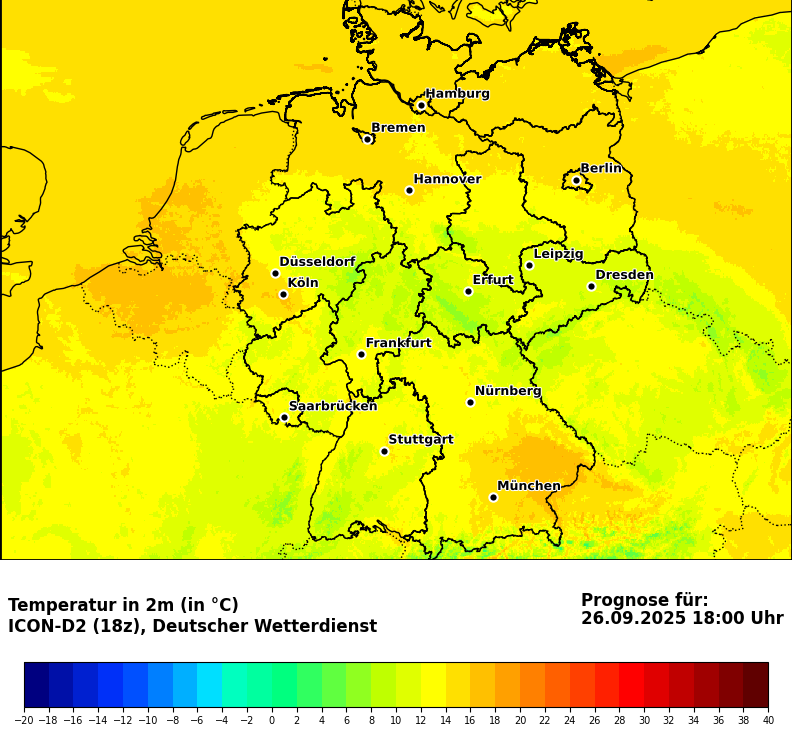 Hamburg
Bremen
Berlin
Hannover
Leipzig
Düsseldorf
Dresden
Köln
Erfurt
Frankfurt
Nürnberg
Saarbrücken
Stuttgart
München
Temperatur in 2m (in °C)
ICON-D2 (18z), Deutscher Wetterdienst
Prognose für:
26.09.2025 18:00 Uhr
−20 −18 −16 −14 −12 −10 −8 −6 −4 −2 0 2 4 6 8 10 12 14 16 18 20 22 24 26 28 30 32 34 36 38 40